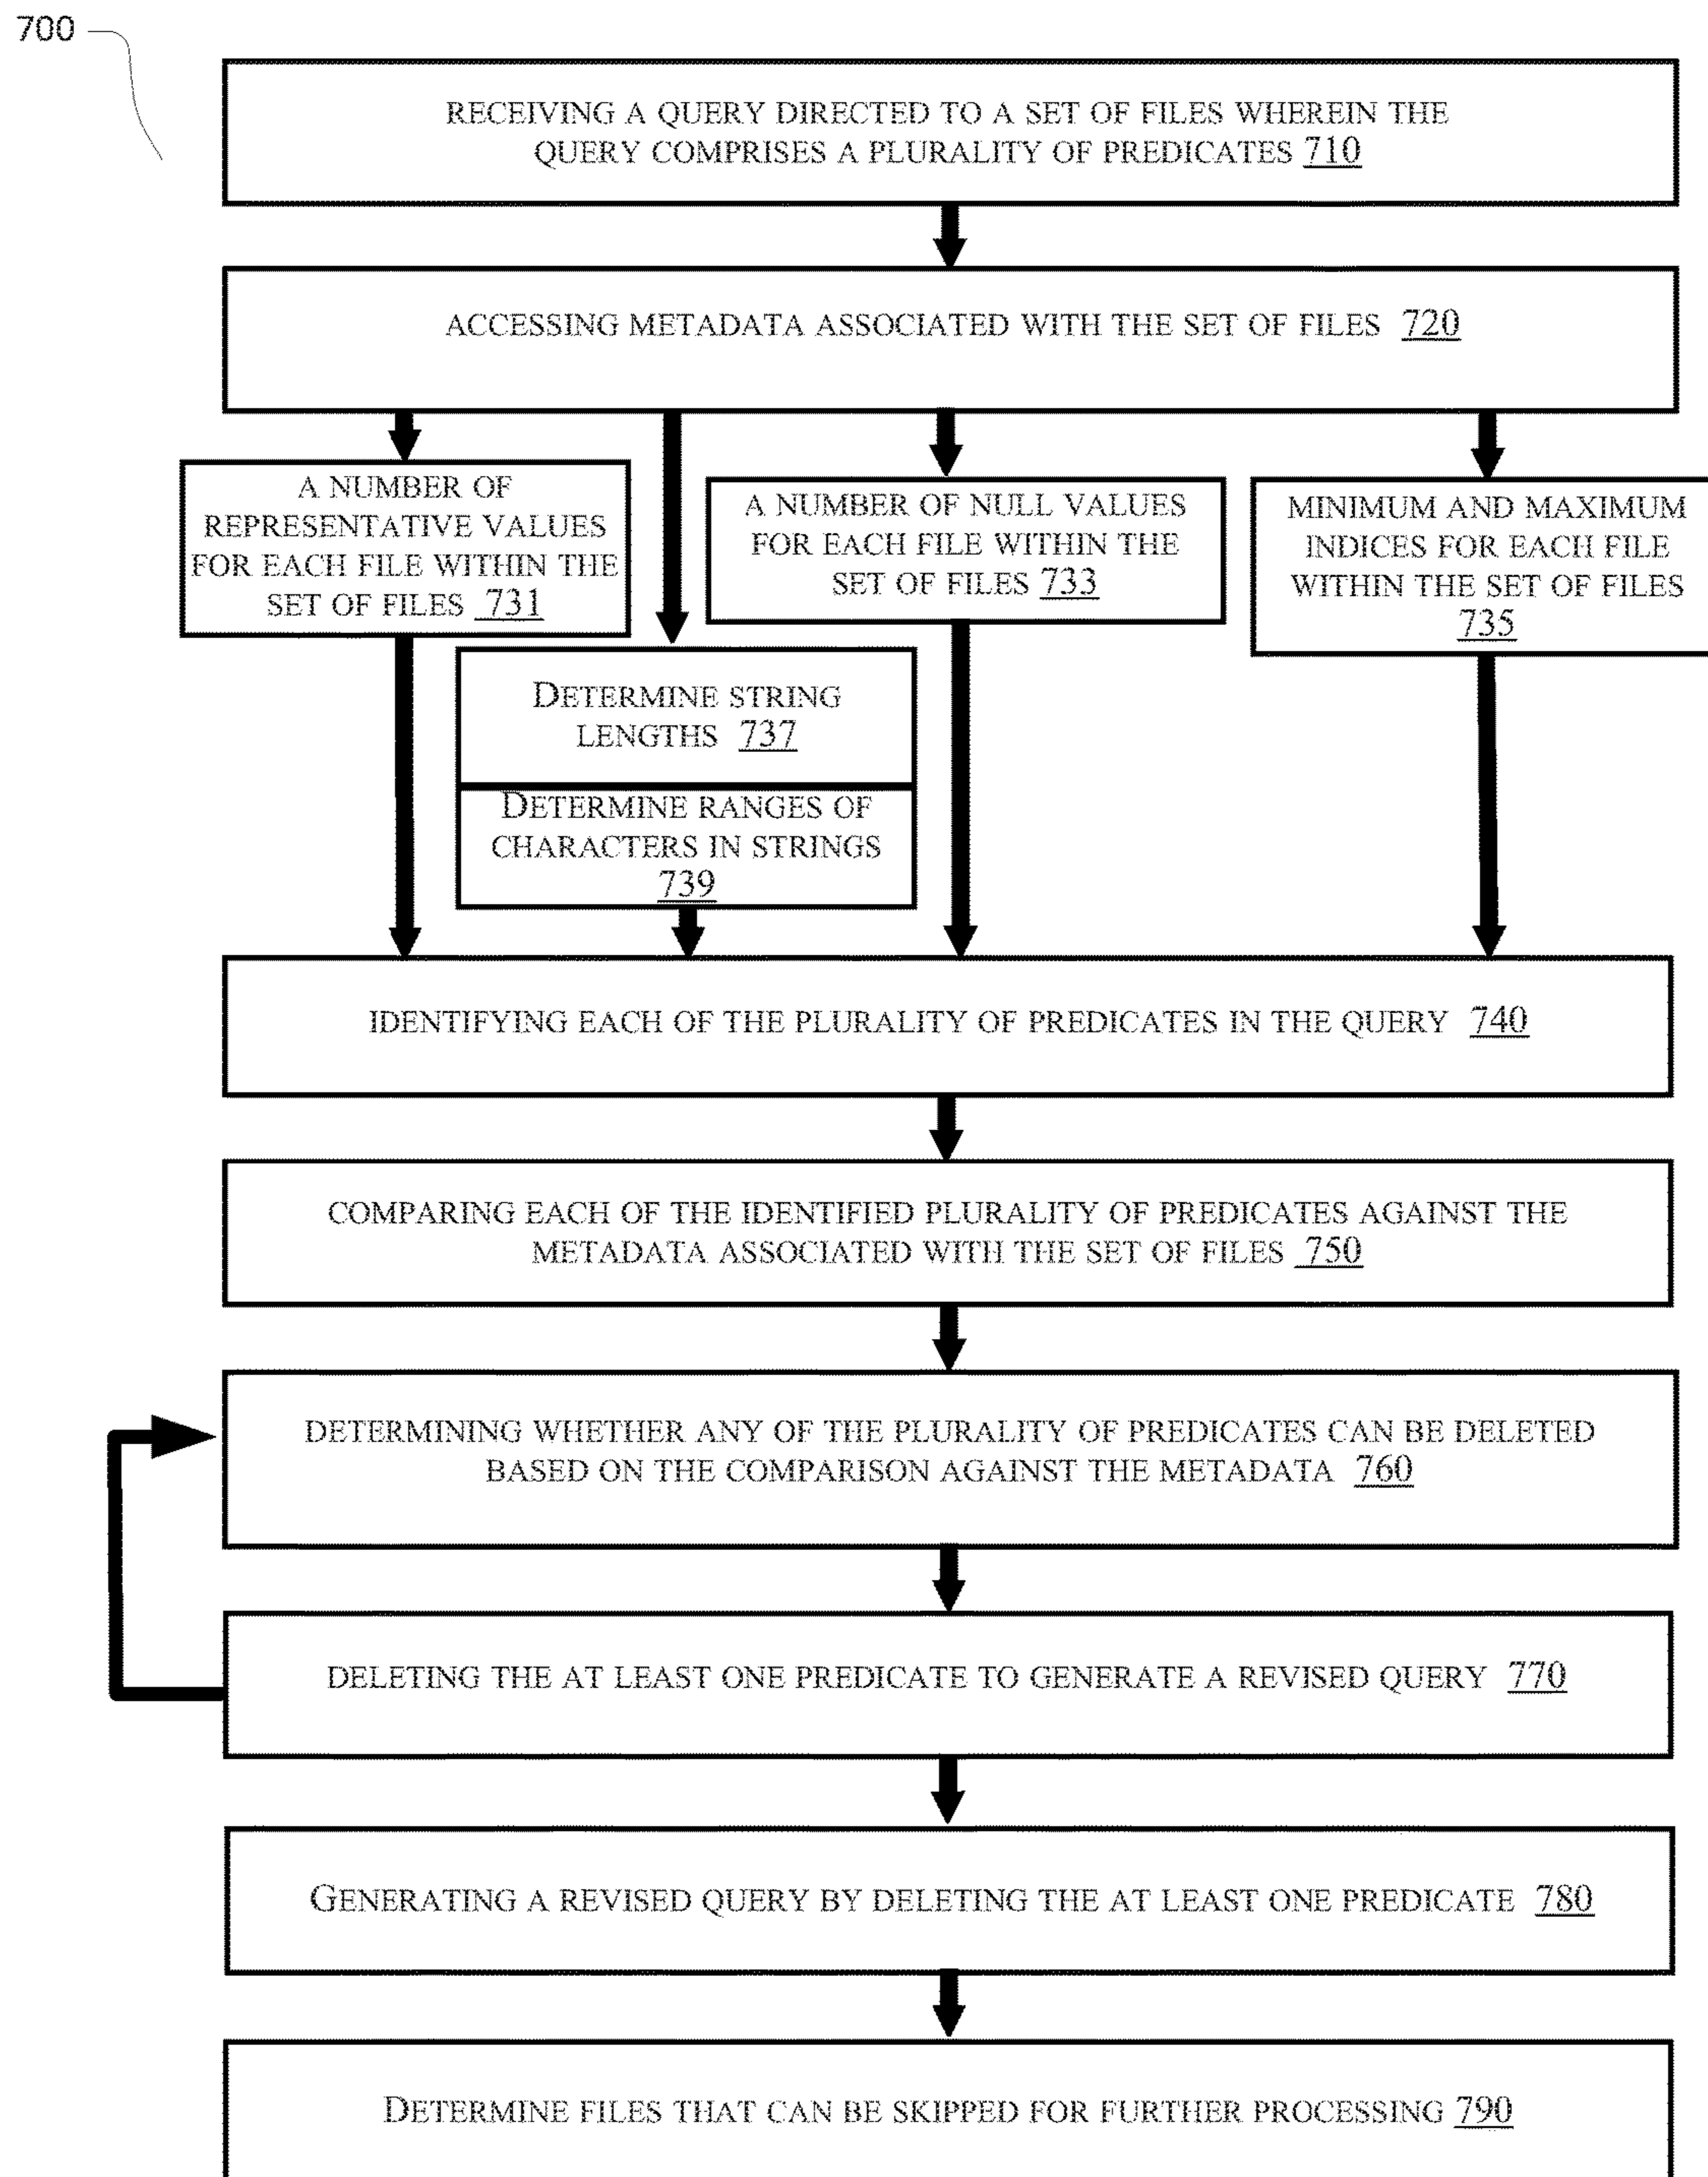 700
RECEIVING A QUERY DIRECTED TO A SET OF FILES WHEREIN THE
QUERY COMPRISES A PLURALITY OF PREDICATES 710
ACCESSING METADATA ASSOCIATED WITH THE SET OF FILES 720
A NUMBER OF
REPRESENTATIVE VALUES
FOR EACH FILE WITHIN THE
SET OF FILES 731
A NUMBER OF NULL VALUES
FOR EACH FILE WITHIN THE
SET OF FILES 733
MINIMUM AND MAXIMUM
INDICES FOR EACH FILE
WITHIN THE SET OF FILES
735
DETERMINE STRING
LENGTHS 737
DETERMINE RANGES OF
CHARACTERS IN STRINGS
739
IDENTIFYING EACH OF THE PLURALITY OF PREDICATES IN THE QUERY 740
COMPARING EACH OF THE IDENTIFIED PLURALITY OF PREDICATES AGAINST THE
METADATA ASSOCIATED WITH THE SET OF FILES 750
DETERMINING WHETHER ANY OF THE PLURALITY OF PREDICATES CAN BE DELETED
BASED ON THE COMPARISON AGAINST THE METADATA 760
DELETING THE AT LEAST ONE PREDICATE TO GENERATE A REVISED QUERY 770
GENERATING A REVISED QUERY BY DELETING THE AT LEAST ONE PREDICATE 780
DETERMINE FILES THAT CAN BE SKIPPED FOR FURTHER PROCESSING 790